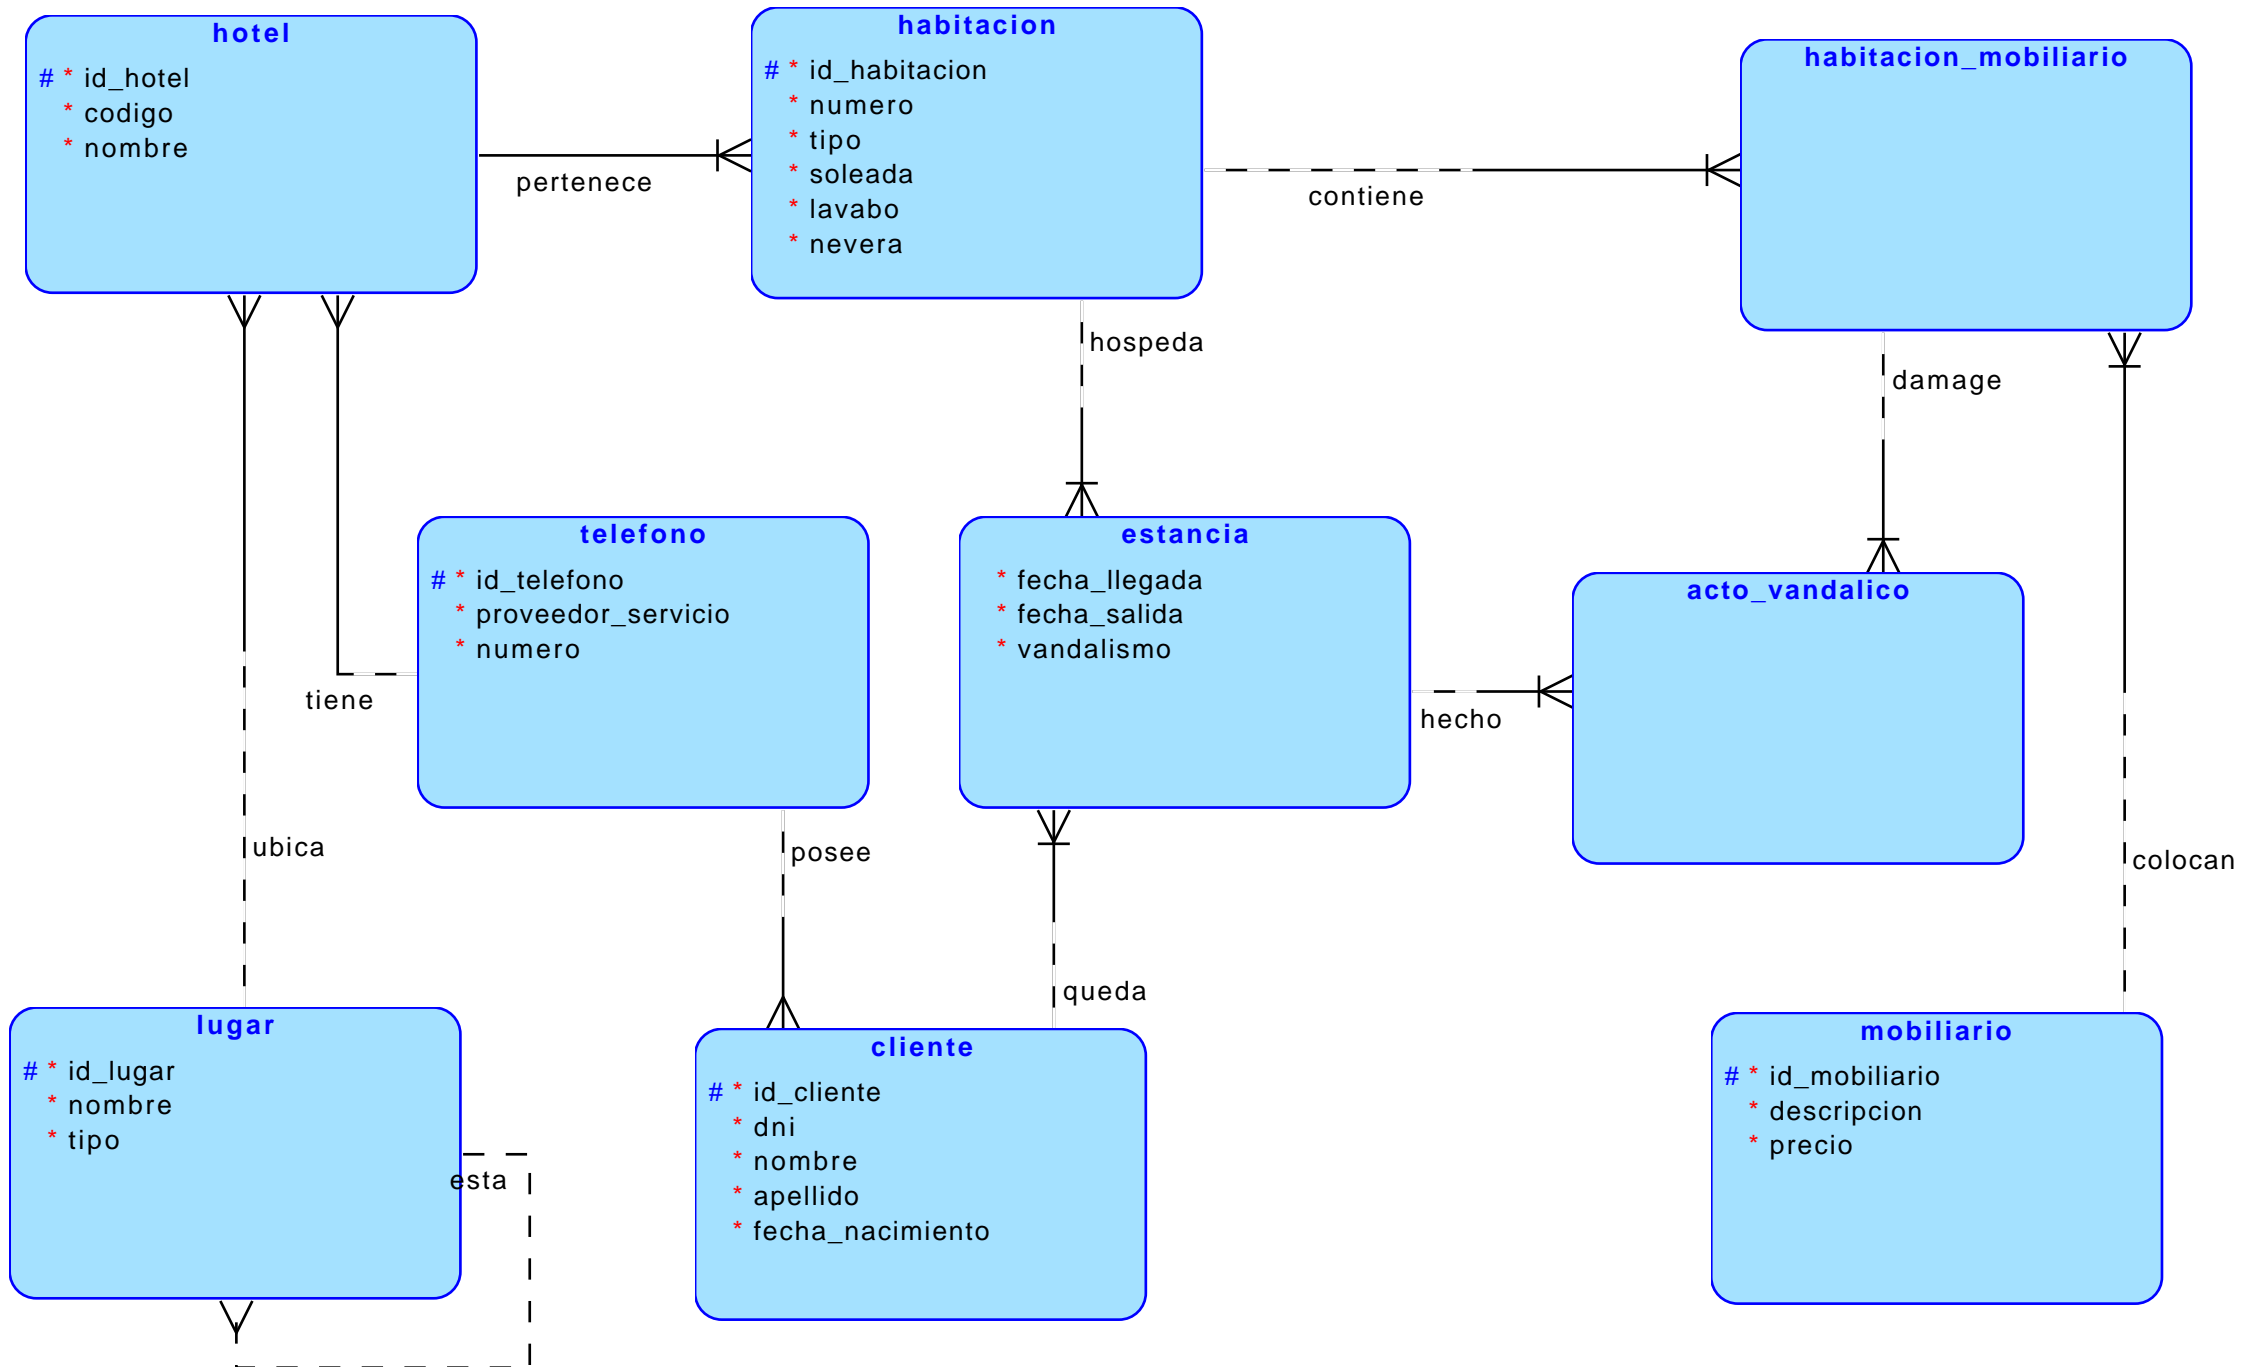 hotel
# * id_hotel
* codigo
* nombre
habitacion
# * id_habitacion
* numero
* tipo
* soleada
* lavabo
* nevera
habitacion_mobiliario
pertenece
contiene
hospeda
damage
telefono
# * id_telefono
* proveedor_servicio
* numero
estancia
* fecha_llegada
* fecha_salida
* vandalismo
acto_vandalico
tiene
hecho
ubica
posee
colocan
queda
lugar
# * id_lugar
* nombre
* tipo
esta
cliente
# * id_cliente
* dni
* nombre
* apellido
* fecha_nacimiento
mobiliario
# * id_mobiliario
* descripcion
* precio